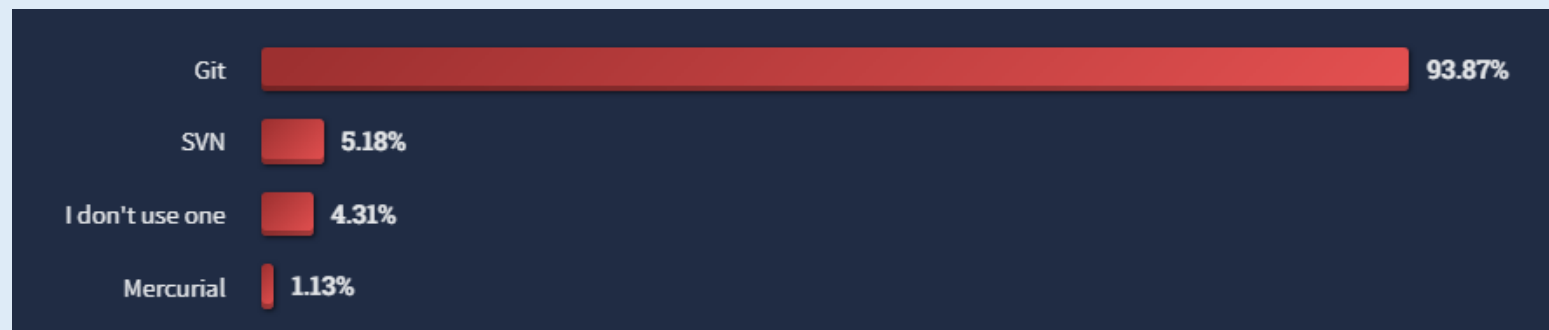 Git 93.87%
SVN 5.18%
I don't use one 4.31%
Mercurial 1.13%